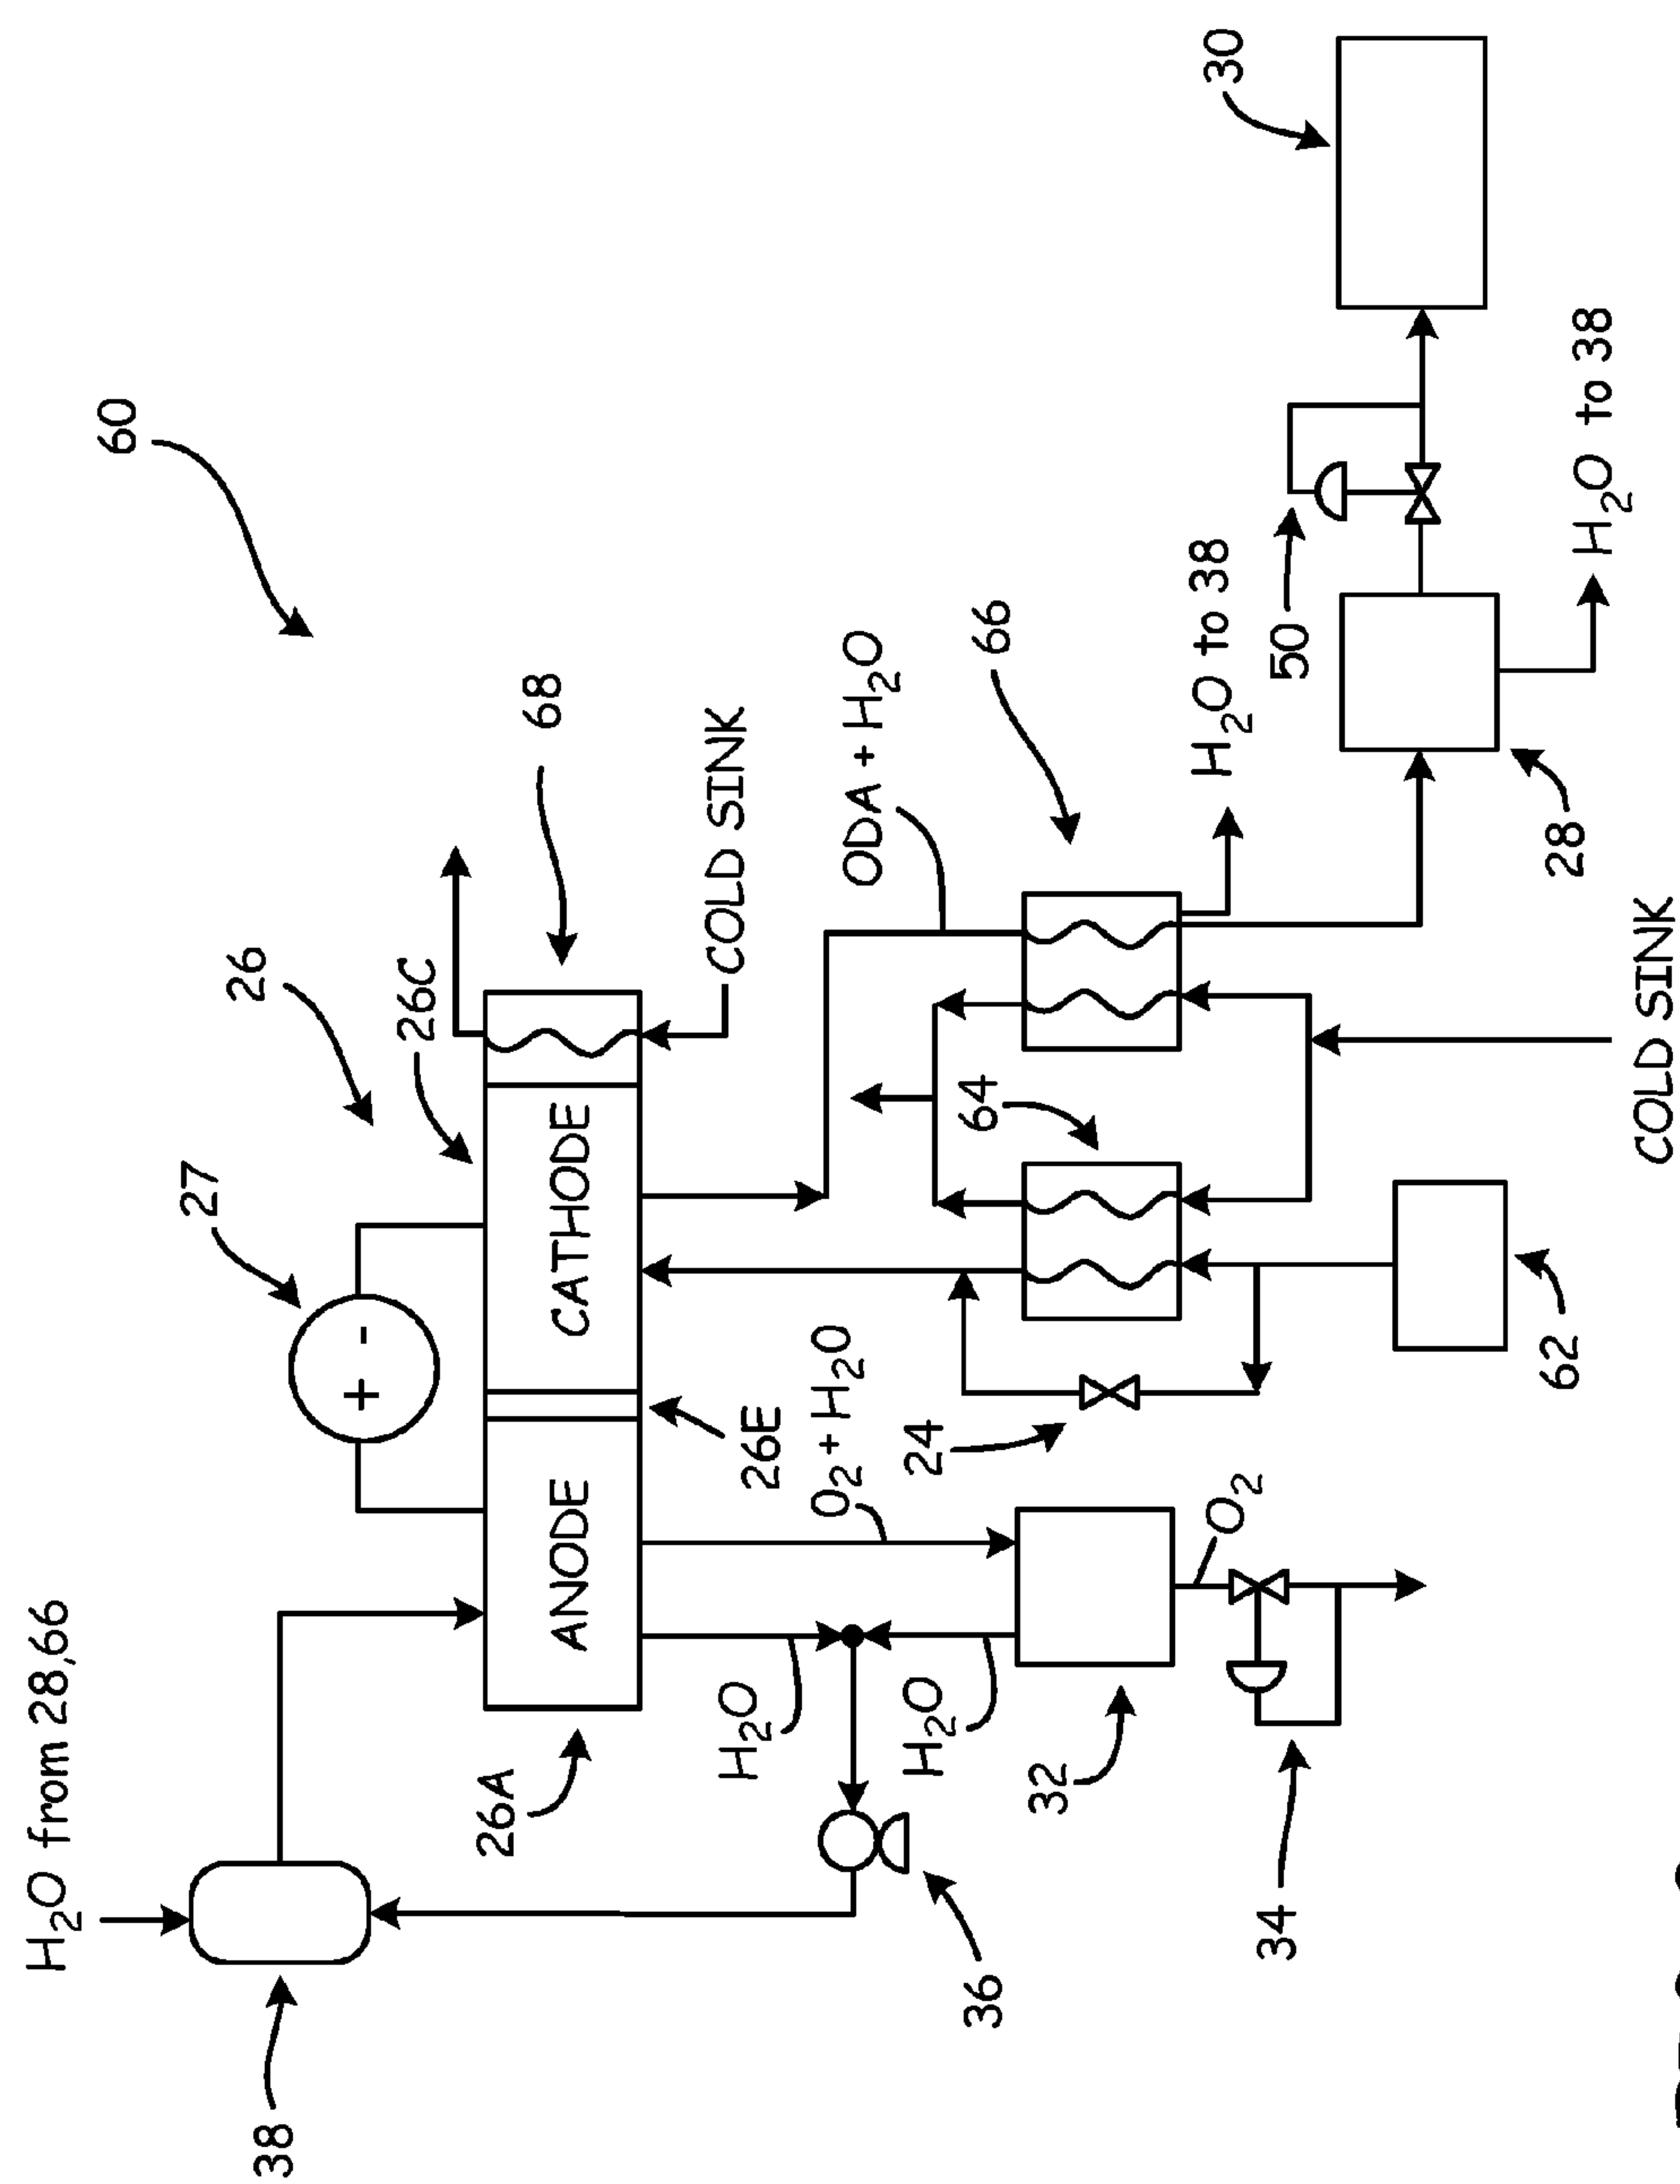 H₂O from 28,66
60
27
26
38
+ -
26C
26A
68
ANODE
CATHODE
COLD SINK
H₂O
26E
O₂ + H₂O
ODA + H₂O
H₂O
24
64
36
66
32
O₂
H₂O to 38
30
34
50
62
28
H₂O to 38
COLD SINK